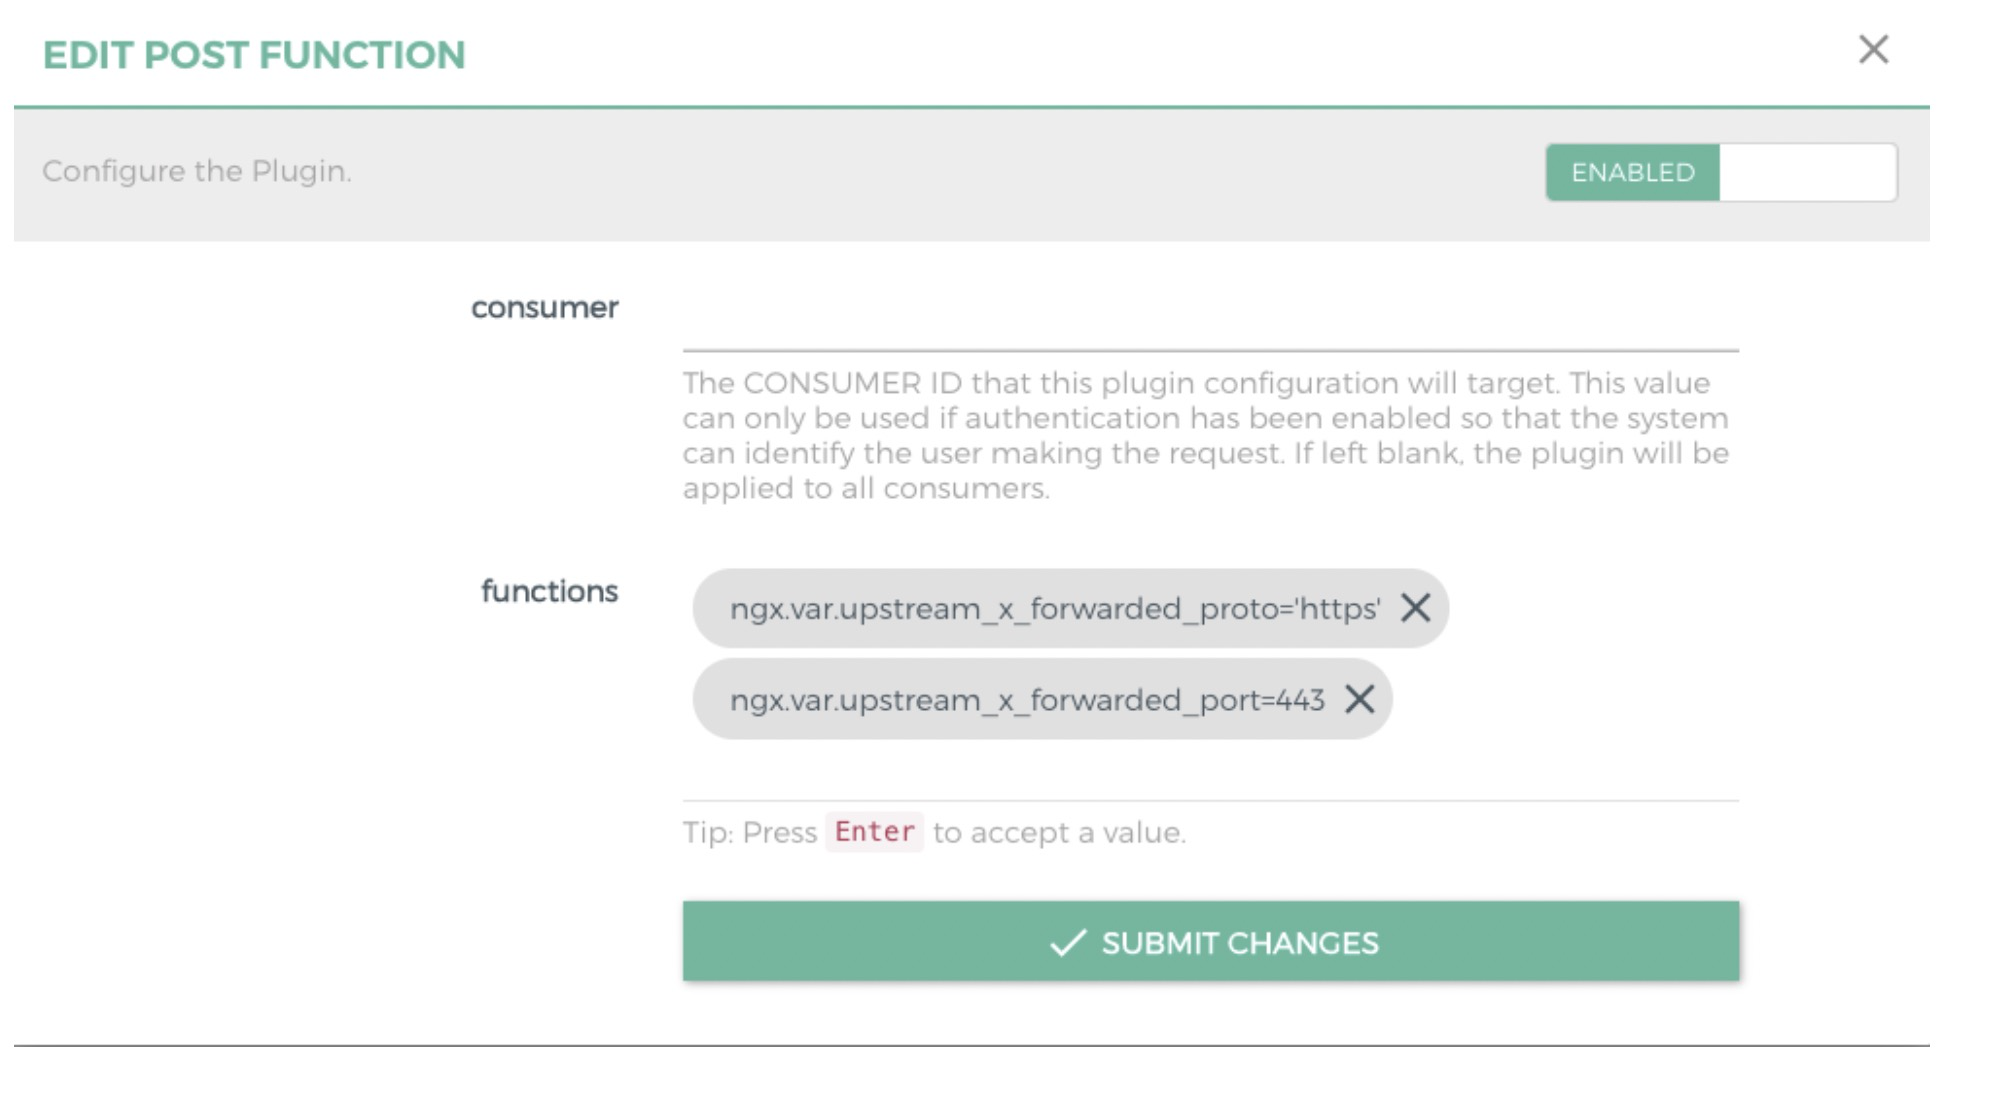 EDIT POST FUNCTION
Configure the Plugin.
ENABLED
consumer
The CONSUMER ID that this plugin configuration will target. This value
can only be used if authentication has been enabled so that the system
can identify the user making the request. If left blank, the plugin will be
applied to all consumers.
functions
ngx.var.upstream_x_forwarded_proto='https'
ngx.var.upstream_x_forwarded_port=443
Tip: Press Enter to accept a value.
SUBMIT CHANGES